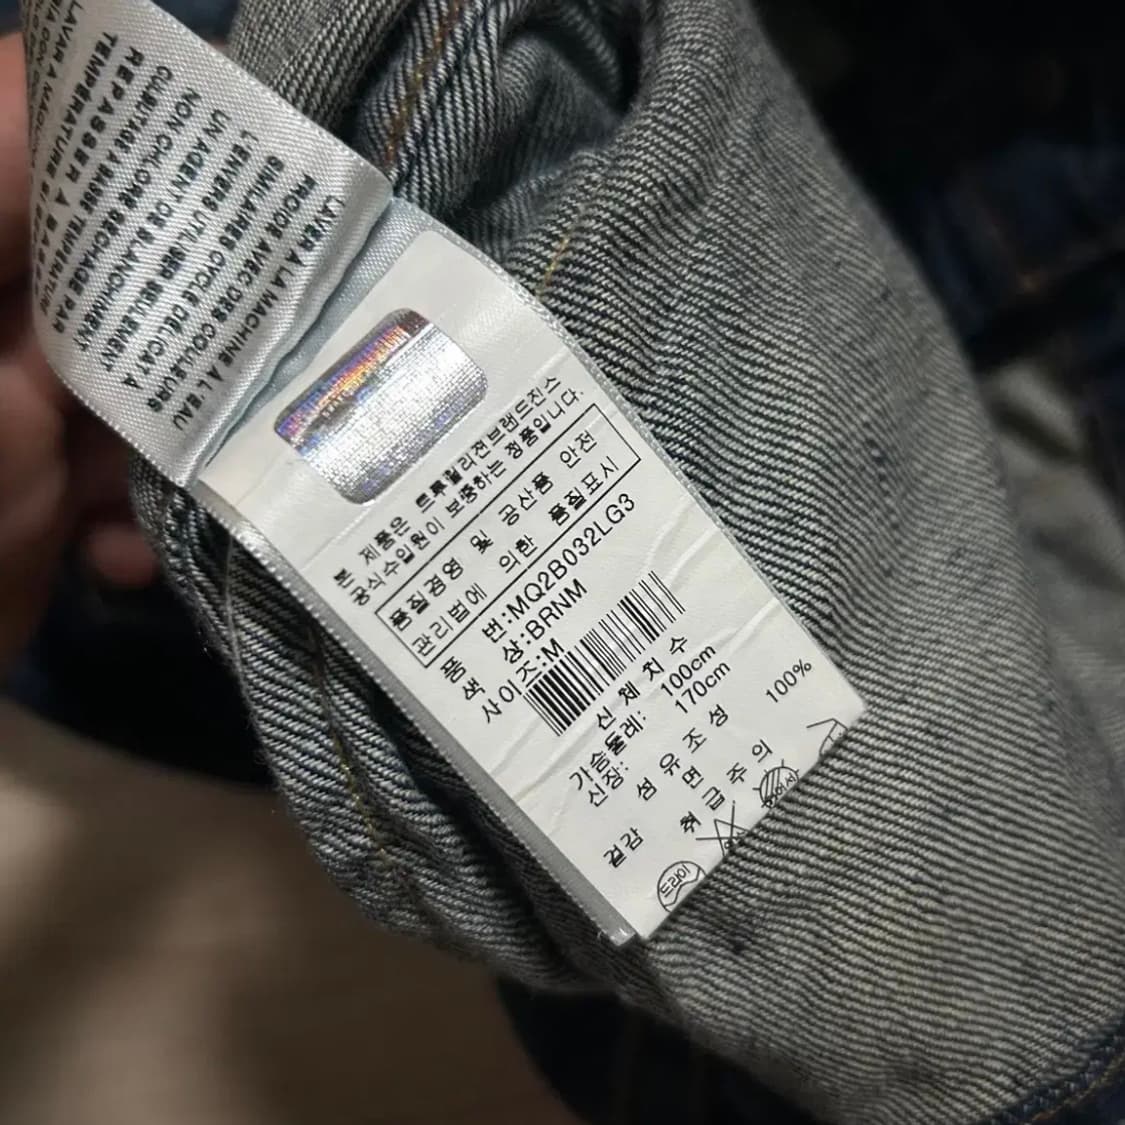 LAVER A LA MACHINE A L'EAU
FROIDE AVEC DES COULEURS
SIMILAIRES CYCLE DELICAT
L'ENVERS UTILISER SEULEMENT
UN AGENT DE BLANCHIMENT
NON CHLORE SECHAGE PAR
CULBUTAGE A BASSE TEMPERATURE
REPASSER A BASSE
TEMPERATURE SI
LAVAR A MAQUINA
본 제품은 트루릴리전브랜드진스
공식수입원이 보증하는 정품입니다.
품질경영 및 공산품 안전
관리법에 의한 품질표시
품 번:MQ2B032LG3
색 상:BRNM
사이즈:M
신체치수
가슴둘레: 100cm
신장: 170cm
섬유조성
겉감 면 100%
취급주의
드라이